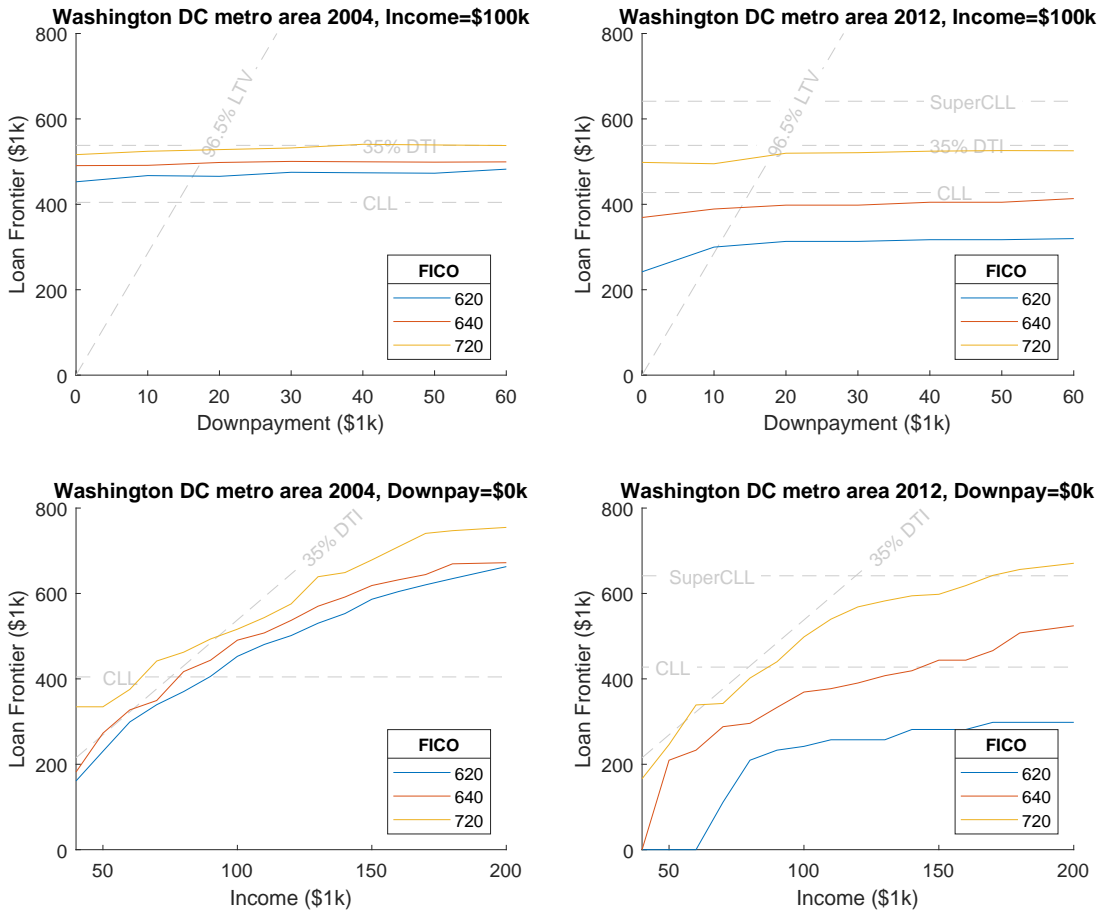 Washington DC metro area 2004, Income=$100k
800
600
400
200
0
Loan Frontier ($1k)
96.5% LTV
35% DTI
CLL
FICO
620
640
720
0 10 20 30 40 50 60
Downpayment ($1k)
Washington DC metro area 2012, Income=$100k
800
600
400
200
0
Loan Frontier ($1k)
96.5% LTV
SuperCLL
35% DTI
CLL
FICO
620
640
720
0 10 20 30 40 50 60
Downpayment ($1k)
Washington DC metro area 2004, Downpay=$0k
800
600
400
200
0
Loan Frontier ($1k)
35% DTI
CLL
FICO
620
640
720
50 100 150 200
Income ($1k)
Washington DC metro area 2012, Downpay=$0k
800
600
400
200
0
Loan Frontier ($1k)
35% DTI
SuperCLL
CLL
FICO
620
640
720
50 100 150 200
Income ($1k)